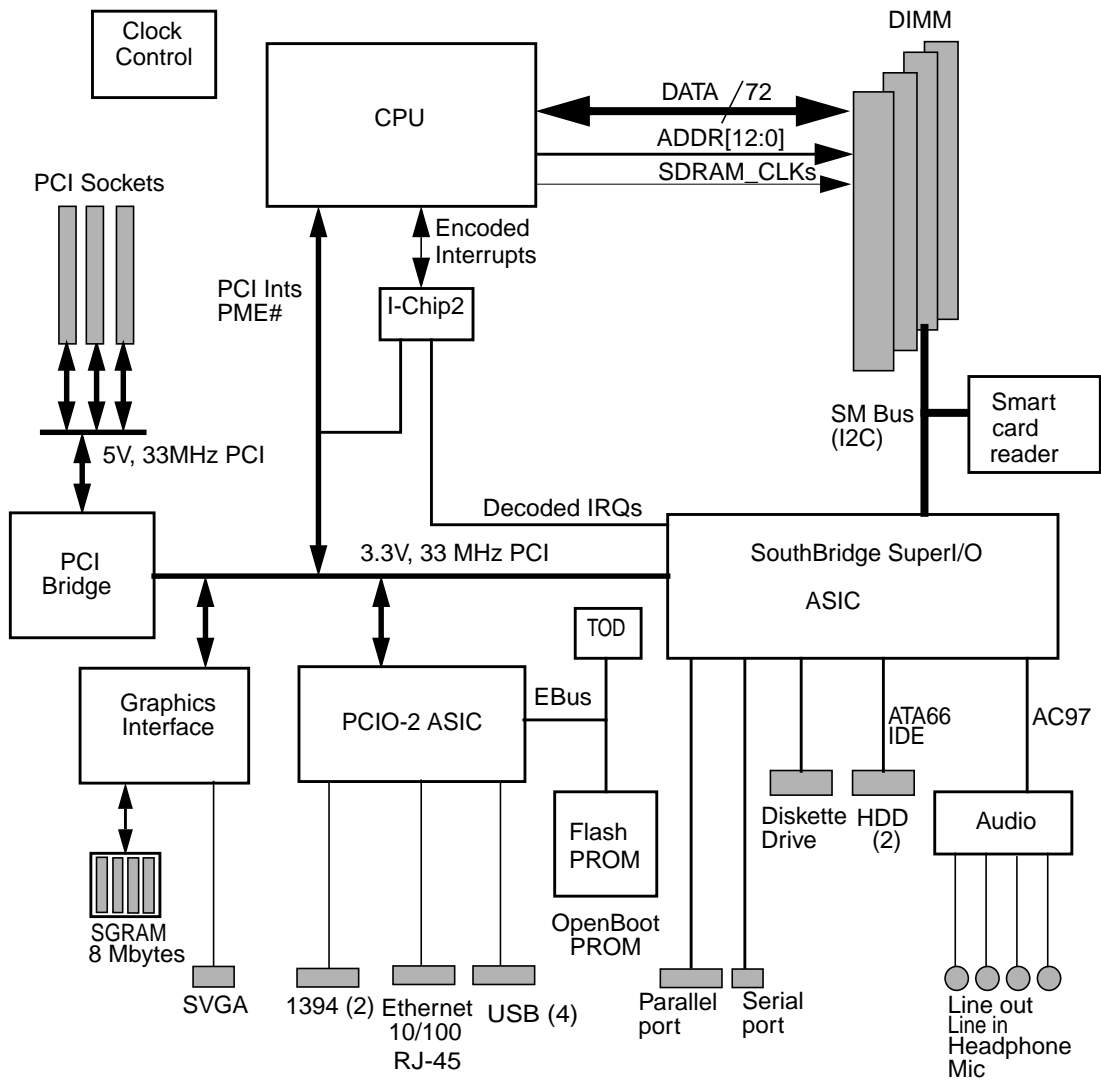 DIMM
Clock
Control
CPU
DATA
72
ADDR[12:0]
SDRAM_CLKs
PCI Sockets
Encoded
Interrupts
PCI Ints
PME#
I-Chip2
SM Bus
(I2C)
Smart
card
reader
5V, 33MHz PCI
Decoded IRQs
PCI
Bridge
3.3V, 33 MHz PCI
SouthBridge SuperI/O
ASIC
TOD
Graphics
Interface
PCIO-2 ASIC
EBus
ATA66
IDE
AC97
Flash
PROM
Diskette
Drive
HDD
(2)
Audio
SGRAM
8 Mbytes
OpenBoot
PROM
SVGA
1394 (2)
Ethernet
10/100
RJ-45
USB (4)
Parallel
port
Serial
port
Line out
Line in
Headphone
Mic